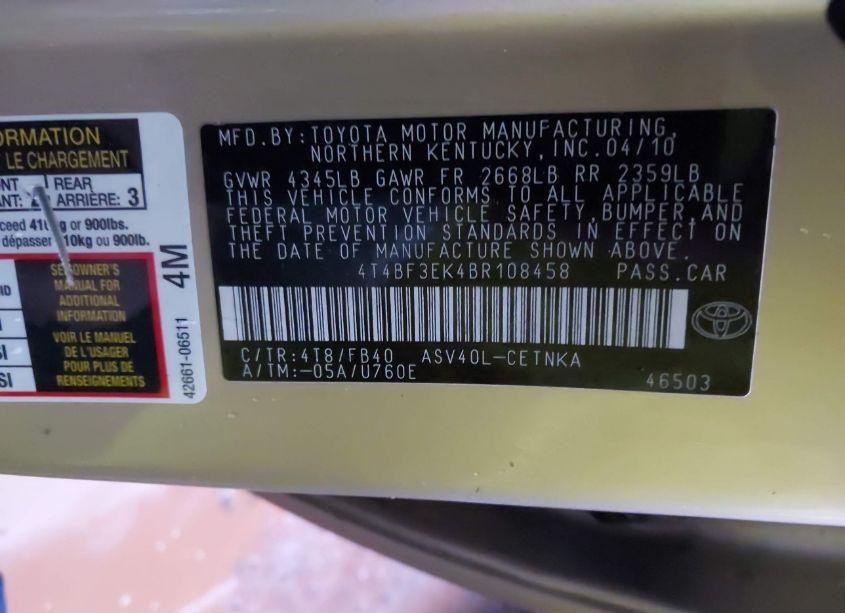 ORMATION
LE CHARGEMENT
REAR
ANT: 2 ARRIÈRE: 3
or 900lbs.
dépasser 410kg ou 900lb.
OWNER'S
MANUAL FOR
ADDITIONAL
INFORMATION
VOIR LE MANUEL
DE L'USAGER
POUR PLUS DE
RENSEIGNEMENTS
SI
4M
42661-06511
MFD.BY:TOYOTA MOTOR MANUFACTURING,
NORTHERN KENTUCKY,INC.04/10
GVWR 4345LB GAWR FR 2668LB RR 2359LB
THIS VEHICLE CONFORMS TO ALL APPLICABLE
FEDERAL MOTOR VEHICLE SAFETY,BUMPER,AND
THEFT PREVENTION STANDARDS IN EFFECT ON
THE DATE OF MANUFACTURE SHOWN ABOVE.
4T4BF3EK4BR108458 PASS.CAR
C/TR:4T8/FB40 ASV40L-CETNKA
A/TM:-05A/U760E
46503